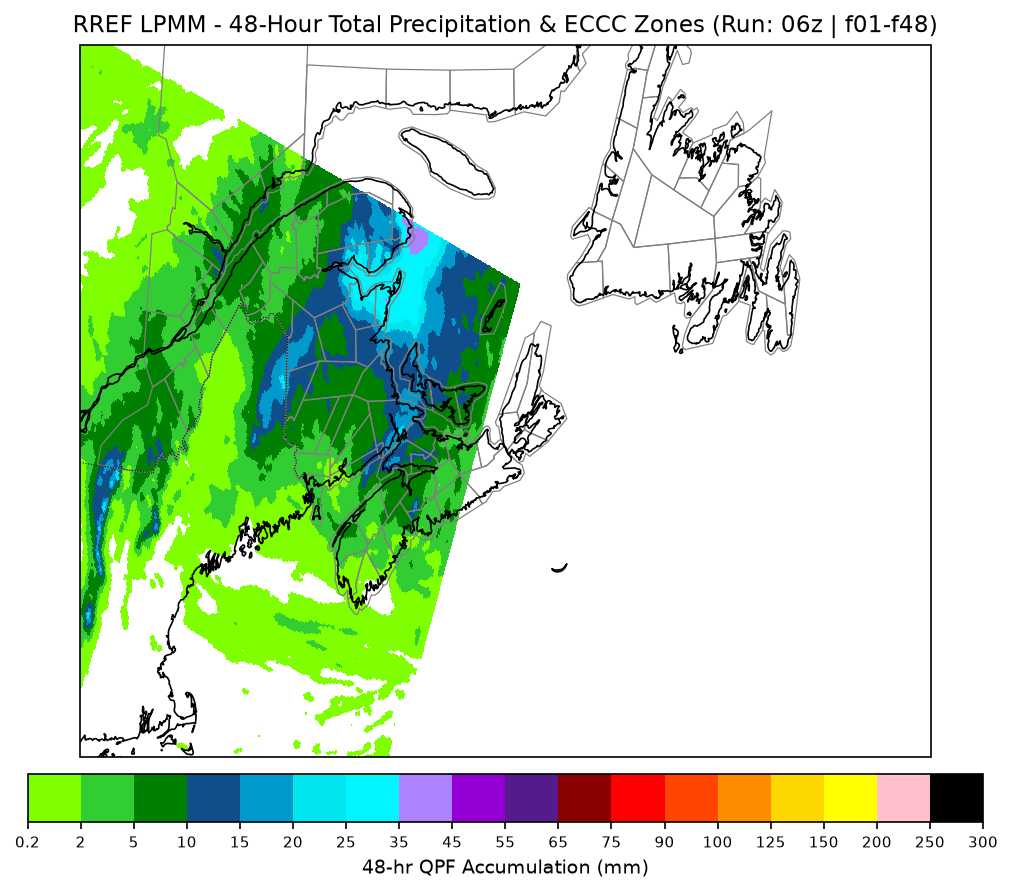 RREF LPMM - 48-Hour Total Precipitation & ECCC Zones (Run: 06z | f01-f48)
0.2 2 5 10 15 20 25 35 45 55 65 75 90 100 125 150 200 250 300
48-hr QPF Accumulation (mm)